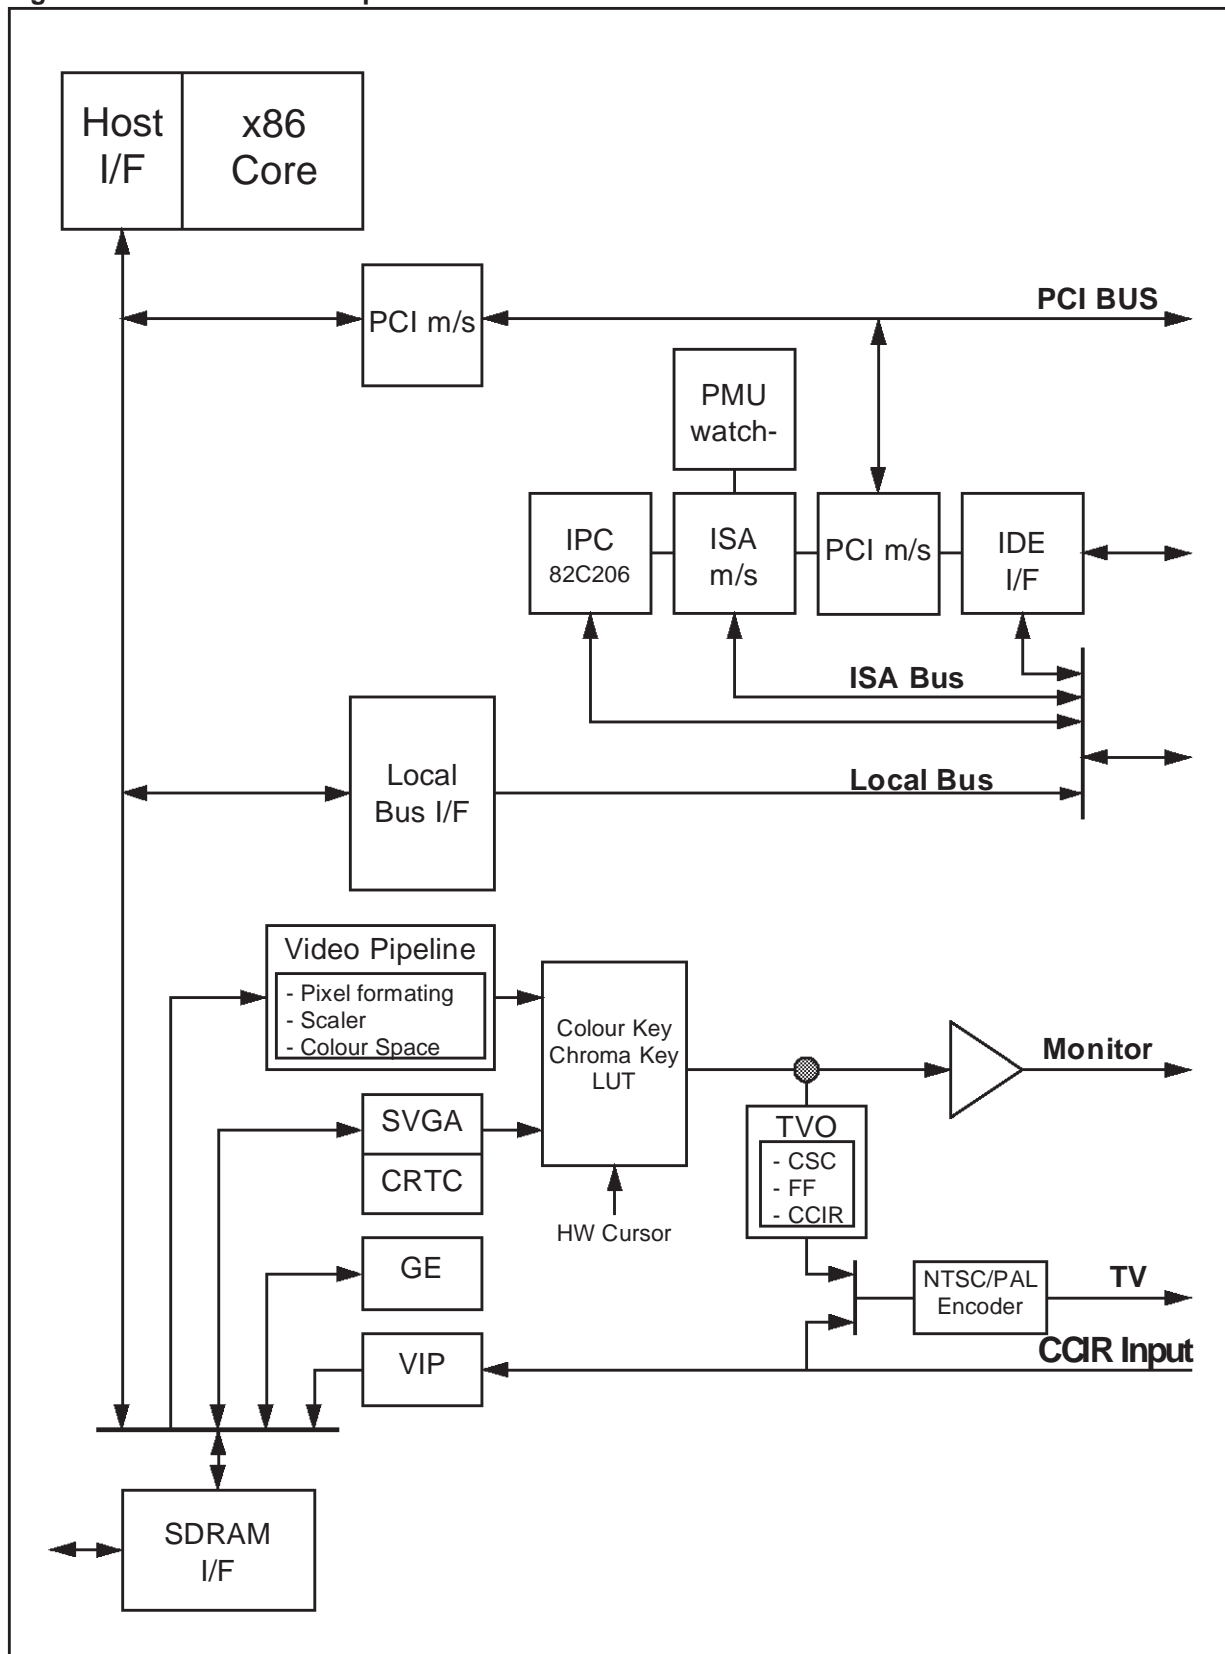 Host
I/F
x86
Core
PCI m/s
PCI BUS
PMU
watch-
IPC
82C206
ISA
m/s
PCI m/s
IDE
I/F
ISA Bus
Local
Bus I/F
Local Bus
Video Pipeline
- Pixel formating
- Scaler
- Colour Space
Colour Key
Chroma Key
LUT
Monitor
SVGA
CRTC
TVO
- CSC
- FF
- CCIR
HW Cursor
GE
NTSC/PAL
Encoder
TV
VIP
CCIR Input
SDRAM
I/F